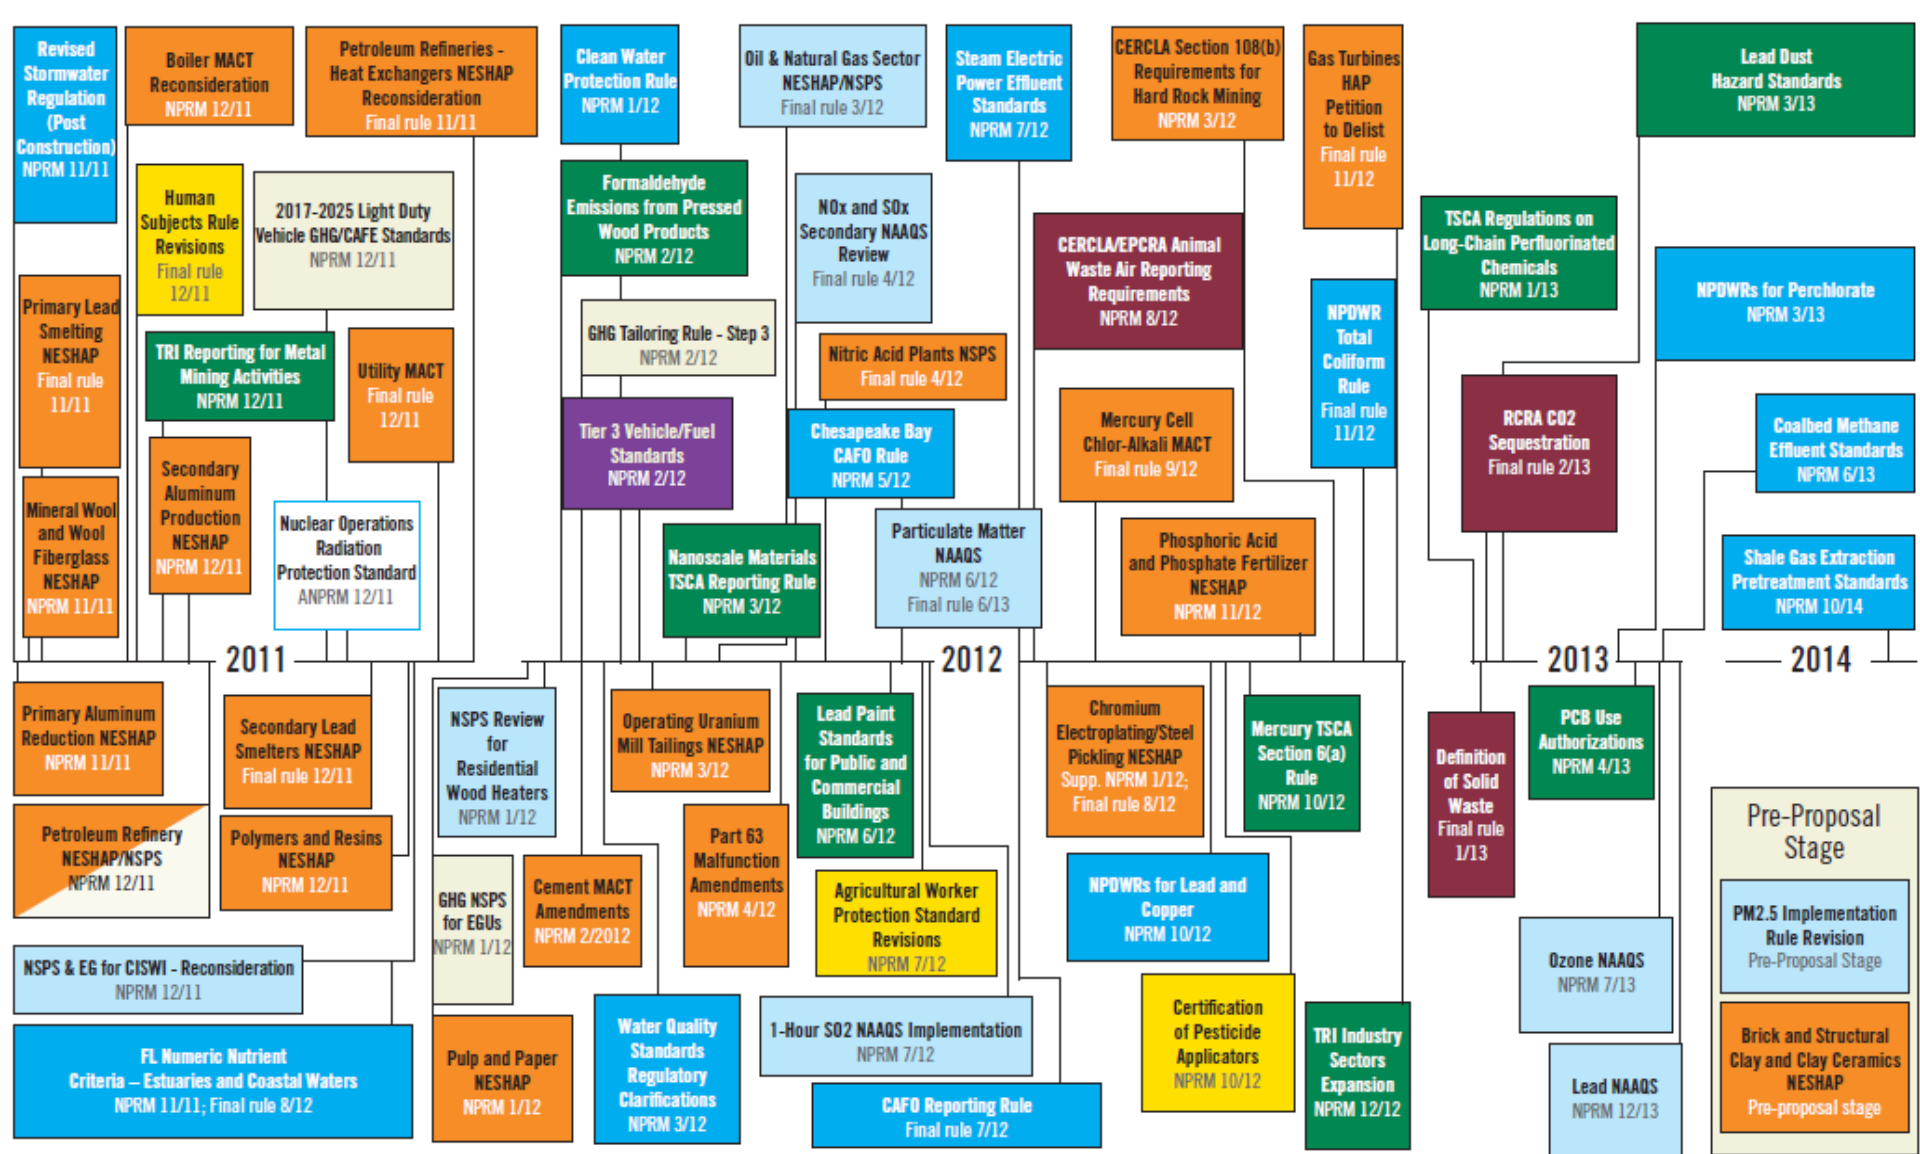 Revised
Stormwater
Regulation
(Post
Construction)
NPRM 11/11
Boiler MACT
Reconsideration
NPRM 12/11
Petroleum Refineries -
Heat Exchangers NESHAP
Reconsideration
Final rule 11/11
Clean Water
Protection Rule
NPRM 1/12
Oil & Natural Gas Sector
NESHAP/NSPS
Final rule 3/12
Steam Electric
Power Effluent
Standards
NPRM 7/12
CERCLA Section 108(b)
Requirements for
Hard Rock Mining
NPRM 3/12
Gas Turbines
HAP
Petition
to Delist
Final rule
11/12
Lead Dust
Hazard Standards
NPRM 3/13
Human
Subjects Rule
Revisions
Final rule
12/11
2017-2025 Light Duty
Vehicle GHG/CAFE Standards
NPRM 12/11
Formaldehyde
Emissions from Pressed
Wood Products
NPRM 2/12
NOx and SOx
Secondary NAAQS
Review
Final rule 4/12
CERCLA/EPCRA Animal
Waste Air Reporting
Requirements
NPRM 8/12
TSCA Regulations on
Long-Chain Perfluorinated
Chemicals
NPRM 1/13
NPDWRs for Perchlorate
NPRM 3/13
Primary Lead
Smelting
NESHAP
Final rule
11/11
TRI Reporting for Metal
Mining Activities
NPRM 12/11
Utility MACT
Final rule
12/11
GHG Tailoring Rule - Step 3
NPRM 2/12
Nitric Acid Plants NSPS
Final rule 4/12
NPDWR
Total
Coliform
Rule
Final rule
11/12
Mercury Cell
Chlor-Alkali MACT
Final rule 9/12
RCRA CO2
Sequestration
Final rule 2/13
Coalbed Methane
Effluent Standards
NPRM 6/13
Mineral Wool
and Wool
Fiberglass
NESHAP
NPRM 11/11
Secondary
Aluminum
Production
NESHAP
NPRM 12/11
Nuclear Operations
Radiation
Protection Standard
ANPRM 12/11
Tier 3 Vehicle/Fuel
Standards
NPRM 2/12
Chesapeake Bay
CAFO Rule
NPRM 5/12
Nanoscale Materials
TSCA Reporting Rule
NPRM 3/12
Particulate Matter
NAAQS
NPRM 6/12
Final rule 6/13
Phosphoric Acid
and Phosphate Fertilizer
NESHAP
NPRM 11/12
Shale Gas Extraction
Pretreatment Standards
NPRM 10/14
2011
2012
2013
2014
Primary Aluminum
Reduction NESHAP
NPRM 11/11
Secondary Lead
Smelters NESHAP
Final rule 12/11
NSPS Review
for
Residential
Wood Heaters
NPRM 1/12
Operating Uranium
Mill Tailings NESHAP
NPRM 3/12
Lead Paint
Standards
for Public and
Commercial
Buildings
NPRM 6/12
Chromium
Electroplating/Steel
Pickling NESHAP
Supp. NPRM 1/12;
Final rule 8/12
Mercury TSCA
Section 6(a)
Rule
NPRM 10/12
Definition
of Solid
Waste
Final rule
1/13
PCB Use
Authorizations
NPRM 4/13
Petroleum Refinery
NESHAP/NSPS
NPRM 12/11
Polymers and Resins
NESHAP
NPRM 12/11
GHG NSPS
for EGUs
NPRM 1/12
Cement MACT
Amendments
NPRM 2/2012
Part 63
Malfunction
Amendments
NPRM 4/12
Agricultural Worker
Protection Standard
Revisions
NPRM 7/12
NPDWRs for Lead and
Copper
NPRM 10/12
Pre-Proposal
Stage
PM2.5 Implementation
Rule Revision
Pre-Proposal Stage
Brick and Structural
Clay and Clay Ceramics
NESHAP
Pre-proposal stage
NSPS & EG for CISWI - Reconsideration
NPRM 12/11
FL Numeric Nutrient
Criteria – Estuaries and Coastal Waters
NPRM 11/11; Final rule 8/12
Pulp and Paper
NESHAP
NPRM 1/12
Water Quality
Standards
Regulatory
Clarifications
NPRM 3/12
1-Hour SO2 NAAQS Implementation
NPRM 7/12
CAFO Reporting Rule
Final rule 7/12
Certification
of Pesticide
Applicators
NPRM 10/12
TRI Industry
Sectors
Expansion
NPRM 12/12
Ozone NAAQS
NPRM 7/13
Lead NAAQS
NPRM 12/13